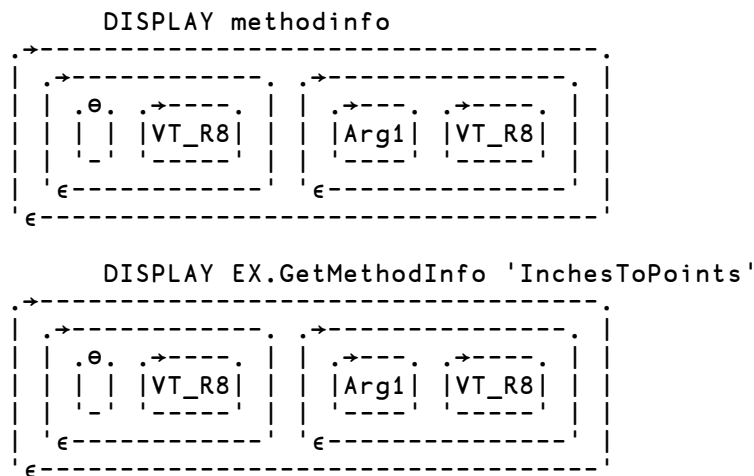 DISPLAY methodinfo
.→--------------------------------------.
|  .→-------------.  .→----------------. |
|  | .⊖.  .→----. |  | .→---.  .→----. | |
|  | | |  |VT_R8| |  | |Arg1|  |VT_R8| | |
|  | '-'  '-----' |  | '----'  '-----' | |
|  '∊-------------'  '∊----------------' |
'∊--------------------------------------'
      DISPLAY EX.GetMethodInfo 'InchesToPoints'
.→--------------------------------------.
|  .→-------------.  .→----------------. |
|  | .⊖.  .→----. |  | .→---.  .→----. | |
|  | | |  |VT_R8| |  | |Arg1|  |VT_R8| | |
|  | '-'  '-----' |  | '----'  '-----' | |
|  '∊-------------'  '∊----------------' |
'∊--------------------------------------'